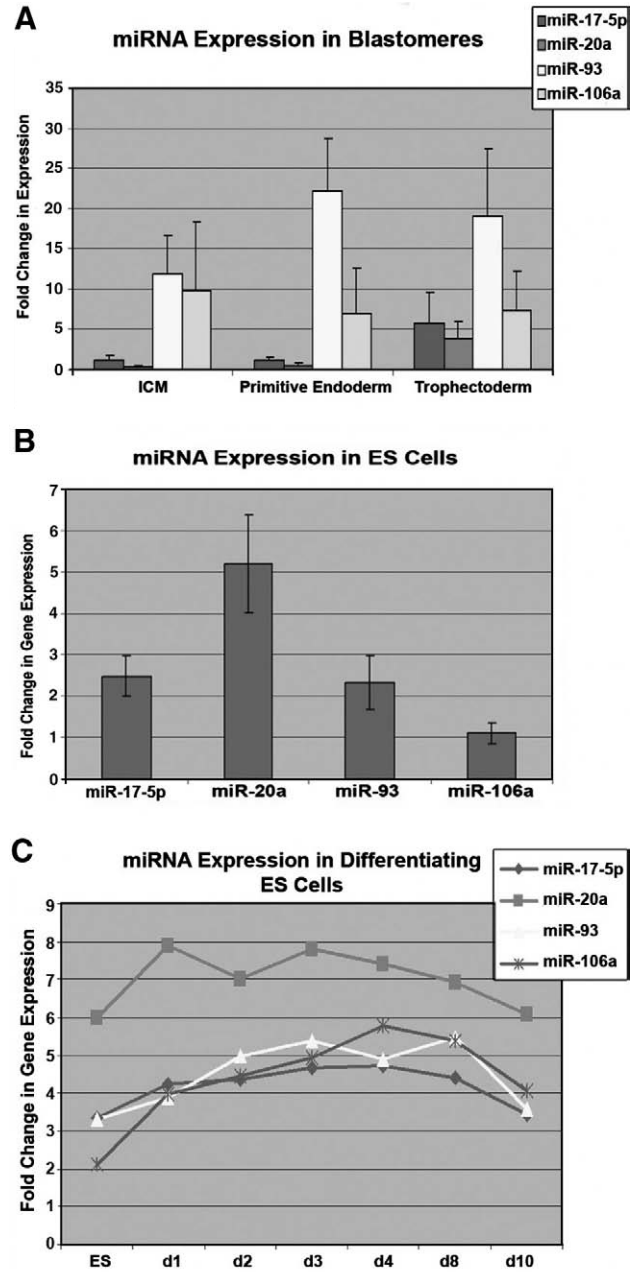 A
miRNA Expression in Blastomeres
miR-17-5p
miR-20a
miR-93
miR-106a
Fold Change in Expression
35
30
25
20
15
10
5
0
ICM Primitive Endoderm Trophectoderm
B
miRNA Expression in ES Cells
Fold Change in Gene Expression
7
6
5
4
3
2
1
0
miR-17-5p miR-20a miR-93 miR-106a
C
miRNA Expression in Differentiating
ES Cells
miR-17-5p
miR-20a
miR-93
miR-106a
Fold Change in Gene Expression
9
8
7
6
5
4
3
2
1
0
ES d1 d2 d3 d4 d8 d10